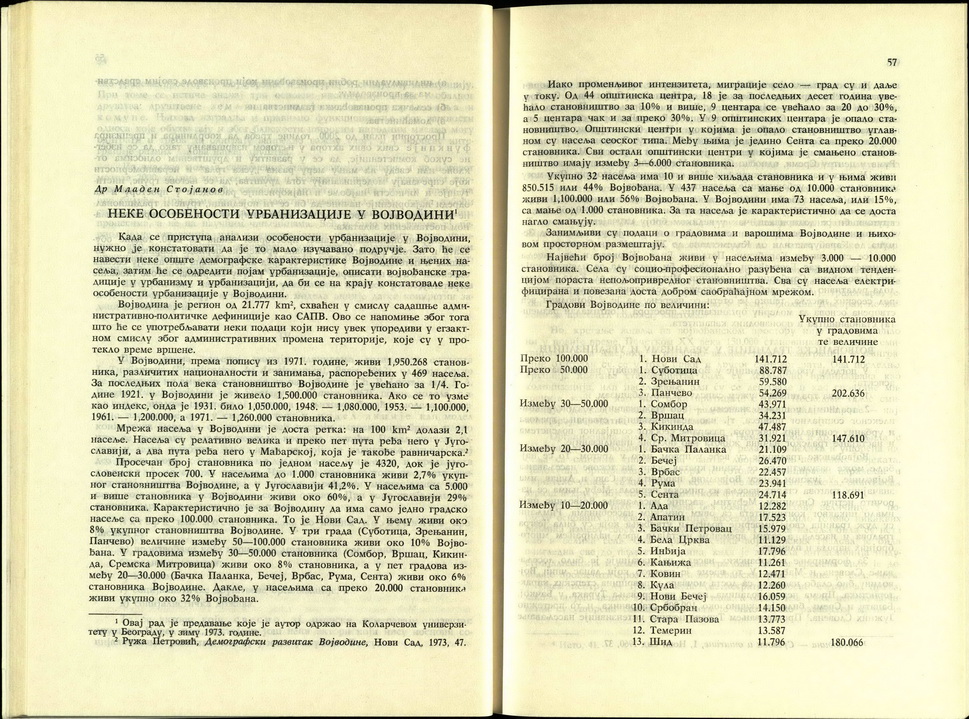 Др Младен Стојанов
НЕКЕ ОСОБЕНОСТИ УРБАНИЗАЦИЈЕ У ВОЈВОДИНИ¹
Када се приступа анализи особености урбанизације у Војводини,
нужно је констатовати да је то мало изучавано подручје. Зато ће се
навести неке опште демографске карактеристике Војводине и њених на-
сеља, затим ће се одредити појам урбанизације, описати војвођанске тра-
диције у урбанизму и урбанизацији, да би се на крају констатовале неке
особености урбанизације у Војводини.
Војводина је регион од 21.777 km², схваћен у смислу садашње адми-
нистративно-политичке дефиниције као САПВ. Ово се напомиње због тога
што ће се употребљавати неки подаци који нису увек упоредиви у егзакт-
ном смислу због административних промена територије, које су у про-
текло време вршене.
У Војводини, према попису из 1971. године, живи 1,950.268 станов-
ника, различитих националности и занимања, распоређених у 469 насеља.
За последњих пола века становништво Војводине је увећано за 1/4. Го-
дине 1921. у Војводини је живело 1,500.000 становника. Ако се то узме
као индекс, онда је 1931. било 1,050.000, 1948. — 1,080.000, 1953. — 1,100.000,
1961. — 1,200.000, а 1971. — 1,260.000 становника.
Мрежа насеља у Војводини је доста ретка: на 100 km² долази 2,1
насеље. Насеља су релативно велика и преко пет пута ређа него у Југо-
славији, а два пута ређа него у Мађарској, која је такође равничарска.²
Просечан број становника по једном насељу је 4320, док је југо-
словенски просек 700. У насељима до 1.000 становника живи 2,7% укуп-
ног становништва Војводине, а у Југославији 41,2%. У насељима са 5.000
и више становника у Војводини живи око 60%, а у Југославији 29%
становника. Карактеристично је за Војводину да има само једно градско
насеље са преко 100.000 становника. То је Нови Сад. У њему живи око
8% укупног становништва Војводине. У три града (Суботица, Зрењанин,
Панчево) величине између 50—100.000 становника живи око 10% Војво-
ђана. У градовима између 30—50.000 становника (Сомбор, Вршац, Кикин-
да, Сремска Митровица) живи око 8% становника, а у пет градова из-
међу 20—30.000 (Бачка Паланка, Бечеј, Врбас, Рума, Сента) живи око 6%
становника Војводине. Дакле, у насељима са преко 20.000 становника
живи укупно око 32% Војвођана.
¹ Овај рад је предавање које је аутор одржао на Коларчевом универзи-
тету у Београду, у зиму 1973. године.
² Ружа Петровић, Демографски развитак Војводине, Нови Сад, 1973, 47.
57
Иако променљивог интензитета, миграције село — град су и даље
у току. Од 44 општинска центра, 18 је за последњих десет година уве-
ћало становништво за 10% и више, 9 центара се увећало за 20 до 30%,
а 5 центара чак и за преко 30%. У 9 општинских центара је опало ста-
новништво. Општински центри у којима је опало становништво углав-
ном су насеља сеоског типа. Међу њима је једино Сента са преко 20.000
становника. Сви остали општински центри у којима је смањено станов-
ништво имају између 3—6.000 становника.
Укупно 32 насеља има 10 и више хиљада становника и у њима живи
850.515 или 44% Војвођана. У 437 насеља са мање од 10.000 становника
живи 1,100.000 или 56% Војвођана. У Војводини има 73 насеља, или 15%,
са мање од 1.000 становника. За та насеља је карактеристично да се доста
нагло смањују.
Занимљиви су подаци о градовима и варошима Војводине и њихо-
вом просторном размештају.
Највећи број Војвођана живи у насељима између 3.000 — 10.000
становника. Села су социо-професионално разуђена са видном тенден-
цијом пораста непољопривредног становништва. Сва су насеља електри-
фицирана и повезана доста добром саобраћајном мрежом.
Градови Војводине по величини:
Укупно становника
у градовима
те величине
Преко 100.000 1. Нови Сад 141.712 141.712
Преко 50.000 1. Суботица 88.787
2. Зрењанин 59.580
3. Панчево 54,269 202.636
Између 30—50.000 1. Сомбор 43,971
2. Вршац 34.231
3. Кикинда 47.487
4. Ср. Митровица 31.921 147.610
Између 20—30.000 1. Бачка Паланка 21.109
2. Бечеј 26.470
3. Врбас 22.457
4. Рума 23.941
5. Сента 24.714 118.691
Између 10—20.000 1. Ада 12.282
2. Апатин 17.523
3. Бачки Петровац 15.979
4. Бела Црква 11.129
5. Инђија 17.796
6. Кањижа 11.261
7. Ковин 12.471
8. Кула 12.260
9. Нови Бечеј 16.059
10. Србобран 14.150
11. Стара Пазова 13.773
12. Темерин 13.587
13. Шид 11.796 180.066